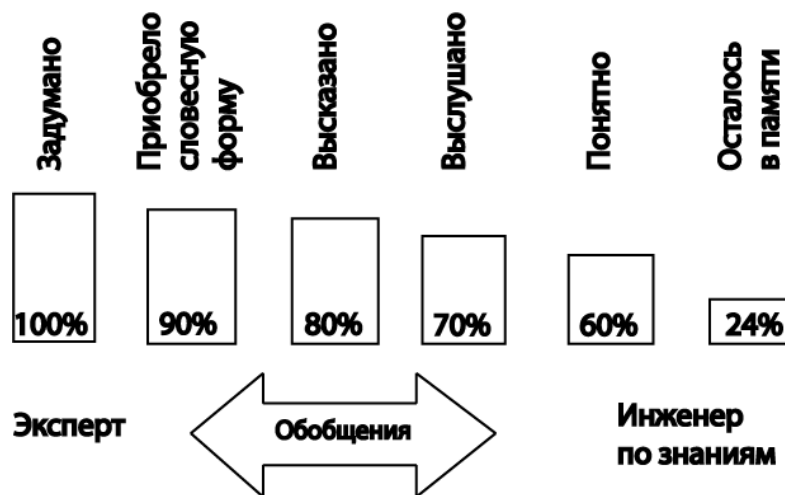 Задумано
Приобрело
словесную
форму
Высказано
Выслушано
Понятно
Осталось
в памяти
100%
90%
80%
70%
60%
24%
Эксперт
Обобщения
Инженер
по знаниям